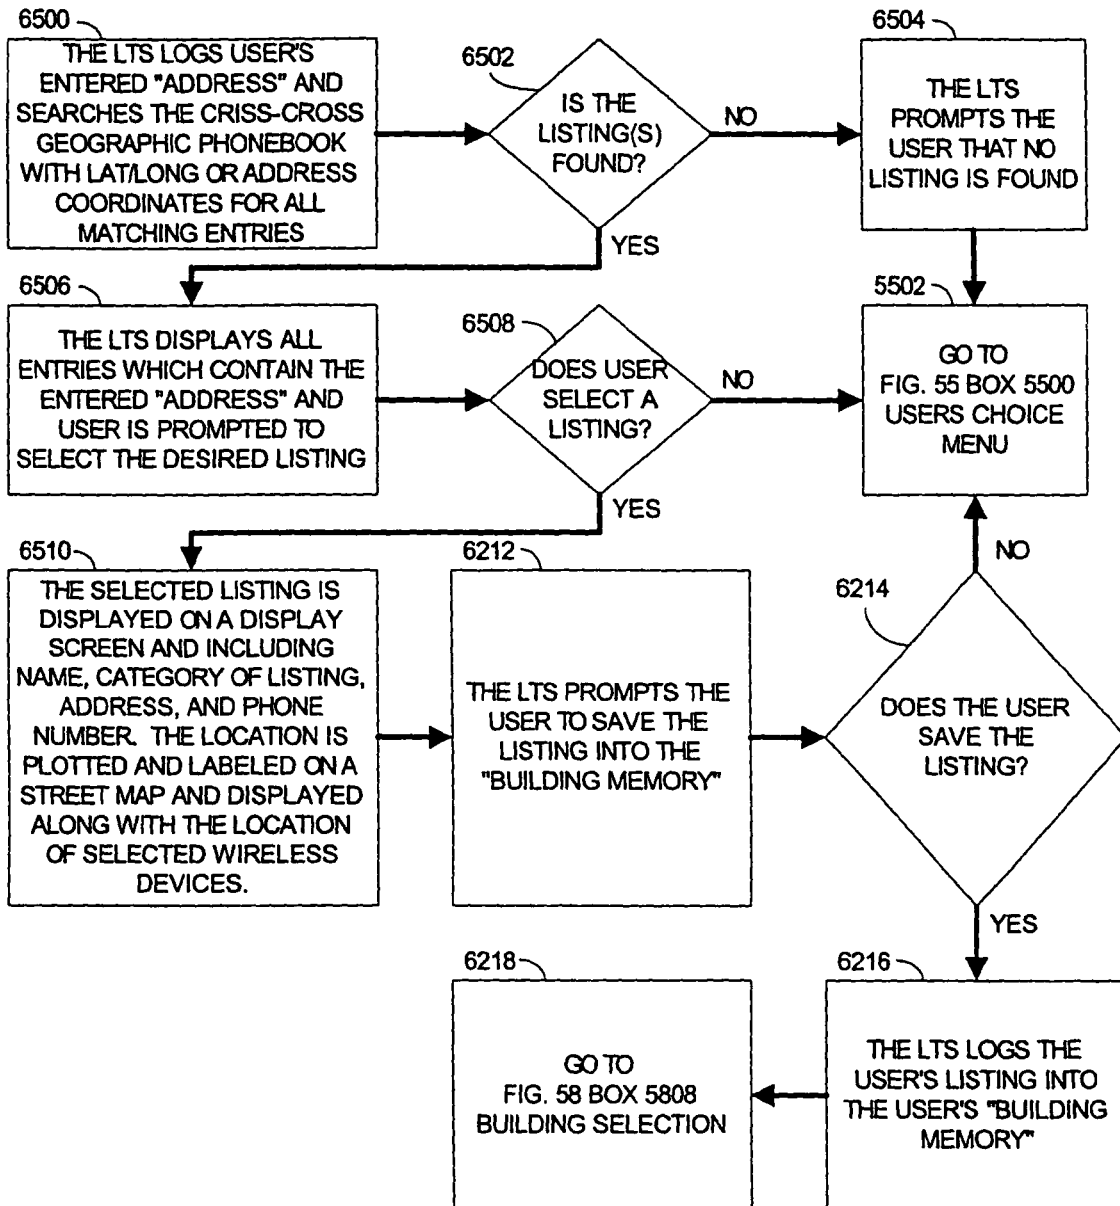 6500
THE LTS LOGS USER'S
ENTERED "ADDRESS" AND
SEARCHES THE CRISS-CROSS
GEOGRAPHIC PHONEBOOK
WITH LAT/LONG OR ADDRESS
COORDINATES FOR ALL
MATCHING ENTRIES
6502
IS THE
LISTING(S)
FOUND?
NO
YES
6504
THE LTS
PROMPTS THE
USER THAT NO
LISTING IS FOUND
6506
THE LTS DISPLAYS ALL
ENTRIES WHICH CONTAIN THE
ENTERED "ADDRESS" AND
USER IS PROMPTED TO
SELECT THE DESIRED LISTING
6508
DOES USER
SELECT A
LISTING?
NO
YES
5502
GO TO
FIG. 55 BOX 5500
USERS CHOICE
MENU
6510
THE SELECTED LISTING IS
DISPLAYED ON A DISPLAY
SCREEN AND INCLUDING
NAME, CATEGORY OF LISTING,
ADDRESS, AND PHONE
NUMBER. THE LOCATION IS
PLOTTED AND LABELED ON A
STREET MAP AND DISPLAYED
ALONG WITH THE LOCATION
OF SELECTED WIRELESS
DEVICES.
6212
THE LTS PROMPTS THE
USER TO SAVE THE
LISTING INTO THE
"BUILDING MEMORY"
6214
NO
DOES THE USER
SAVE THE
LISTING?
YES
6218
GO TO
FIG. 58 BOX 5808
BUILDING SELECTION
6216
THE LTS LOGS THE
USER'S LISTING INTO
THE USER'S "BUILDING
MEMORY"